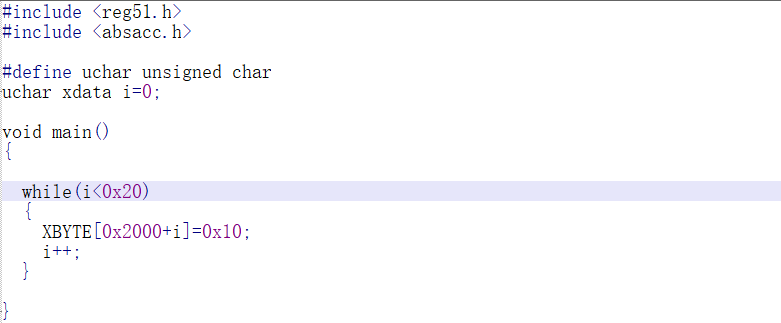 #include <reg51.h>
#include <absacc.h>
#define uchar unsigned char
uchar xdata i=0;
void main()
{
while(i<0x20)
{
XBYTE[0x2000+i]=0x10;
i++;
}
}